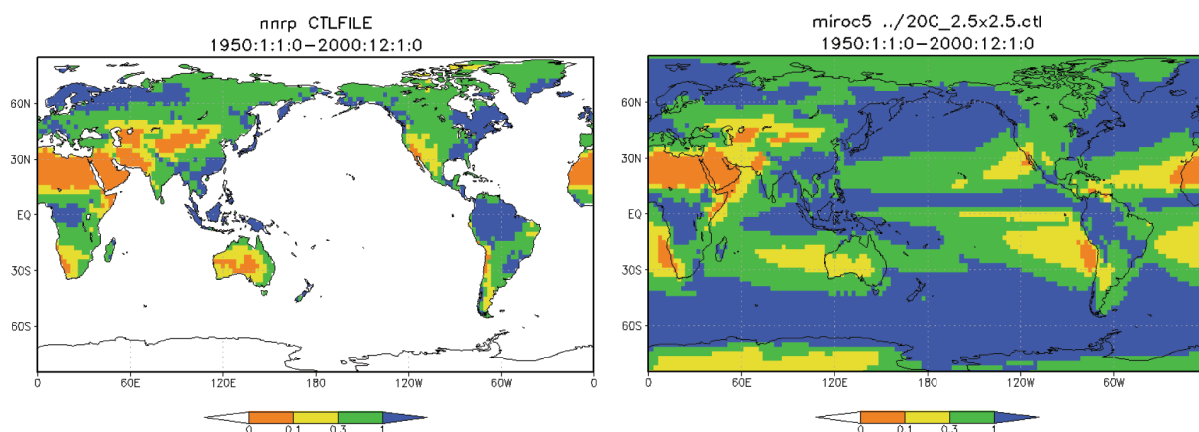 nnrp CTLFILE
1950:1:1:0-2000:12:1:0
60N
30N
EQ
30S
60S
0
60E
120E
180
120W
60W
0
0
0.1
0.3
1
miroc5 ../20C_2.5x2.5.ctl
1950:1:1:0-2000:12:1:0
60N
30N
EQ
30S
60S
0
60E
120E
180
120W
60W
0
0.1
0.3
1